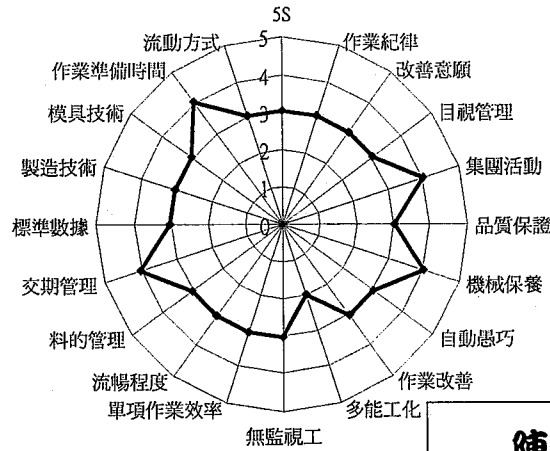 5S
作業紀律
改善意願
目視管理
集團活動
品質保證
機械保養
自動愚巧
作業改善
多能工化
無監視工
單項作業效率
流暢程度
料的管理
交期管理
標準數據
製造技術
模具技術
作業準備時間
流動方式
5
4
3
2
1
0